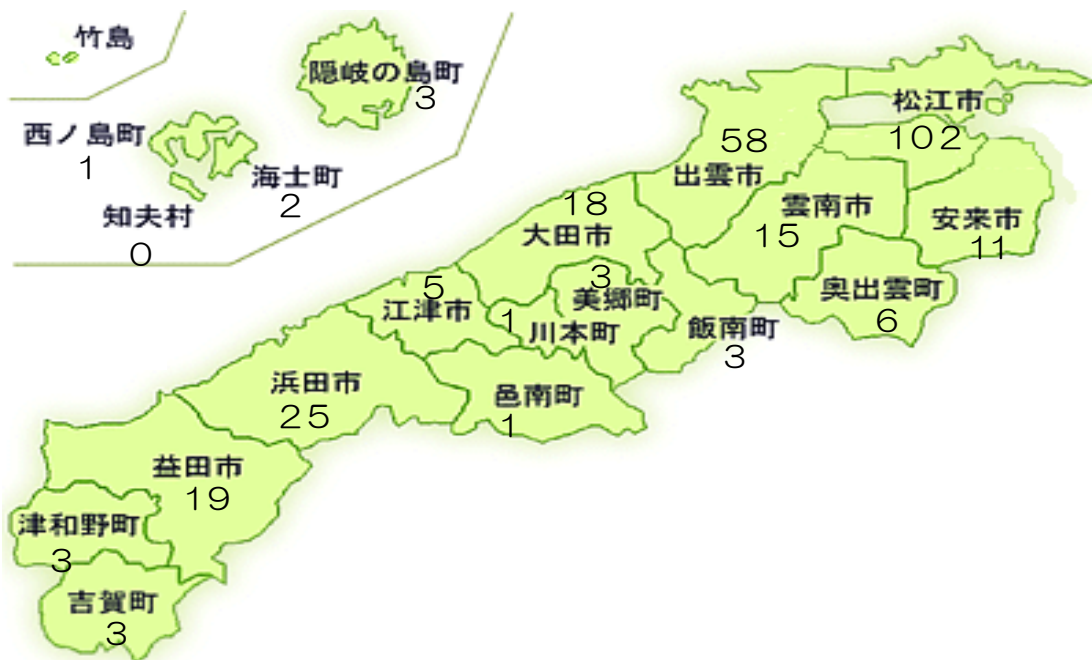 竹島
隠岐の島町
3
西ノ島町
1
海士町
2
知夫村
0
松江市
102
58
出雲市
雲南市
15
安来市
11
18
大田市
奥出雲町
6
3
美郷町
5
江津市
1
川本町
飯南町
3
浜田市
25
邑南町
1
益田市
19
津和野町
3
吉賀町
3